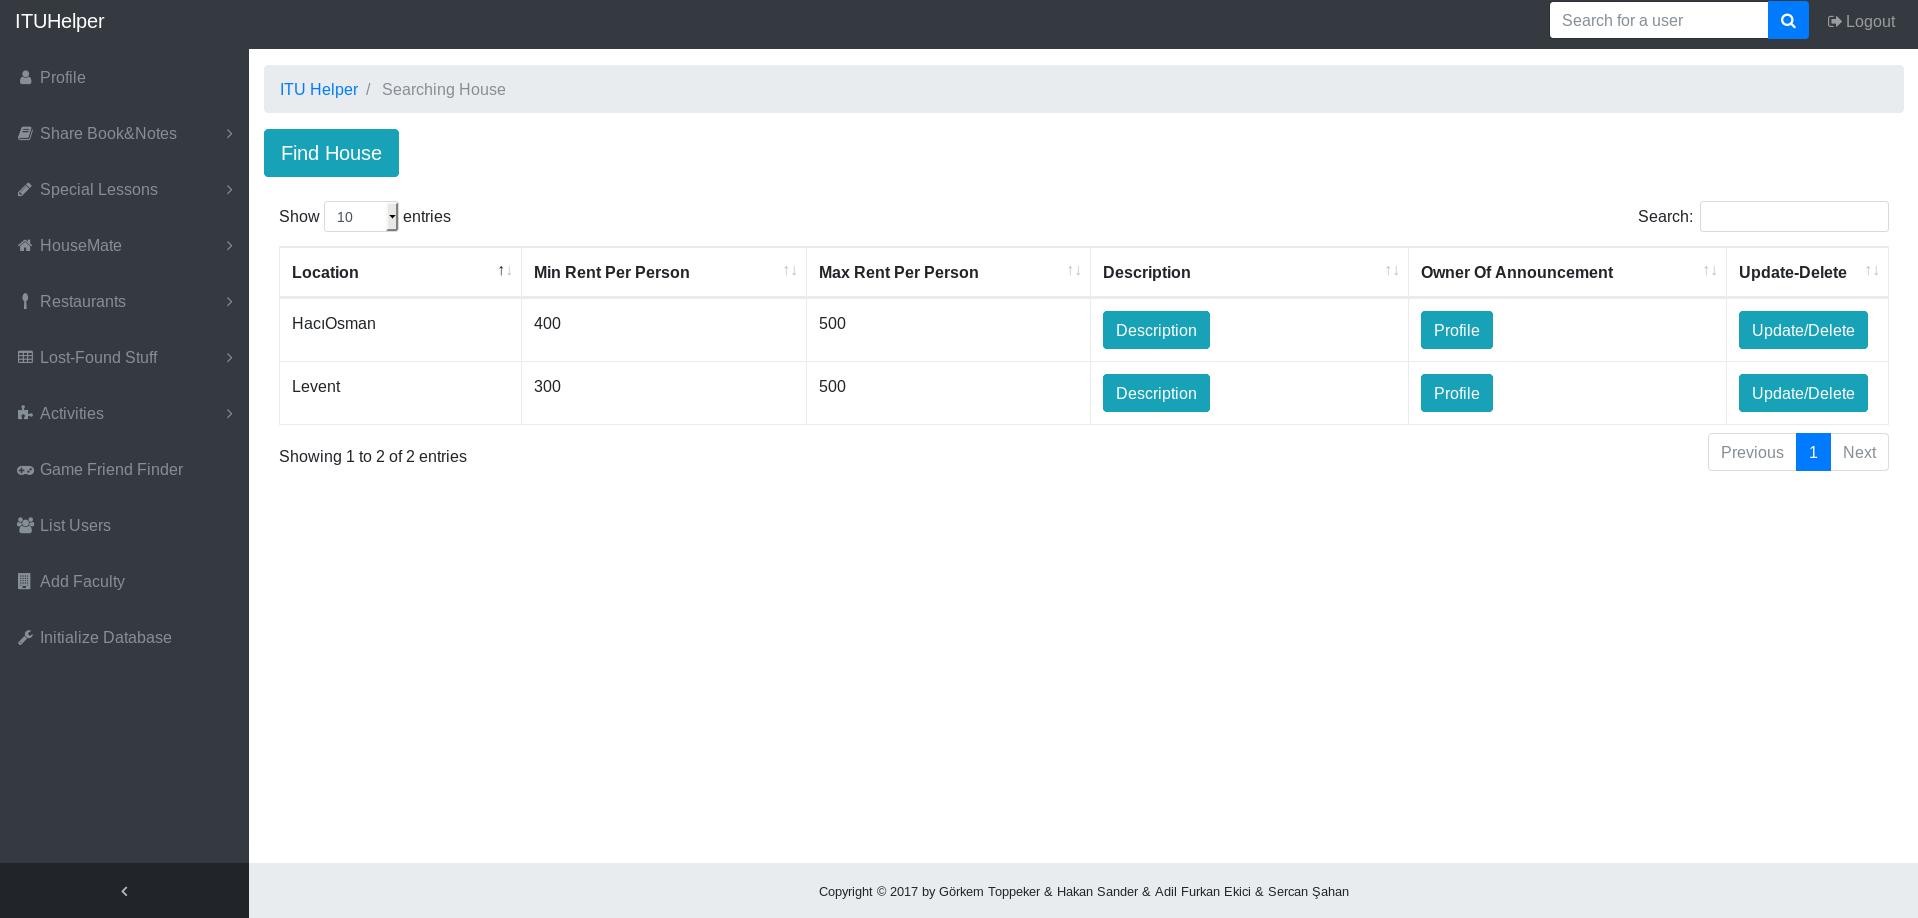 ITUHelper
Search for a user
Logout
Profile
Share Book&Notes
Special Lessons
HouseMate
Restaurants
Lost-Found Stuff
Activities
Game Friend Finder
List Users
Add Faculty
Initialize Database
ITU Helper / Searching House
Find House
Show 10 entries
Search:
Location Min Rent Per Person Max Rent Per Person Description Owner Of Announcement Update-Delete
HacıOsman 400 500 Description Profile Update/Delete
Levent 300 500 Description Profile Update/Delete
Showing 1 to 2 of 2 entries
Previous 1 Next
Copyright © 2017 by Görkem Toppeker & Hakan Sander & Adil Furkan Ekici & Sercan Şahan